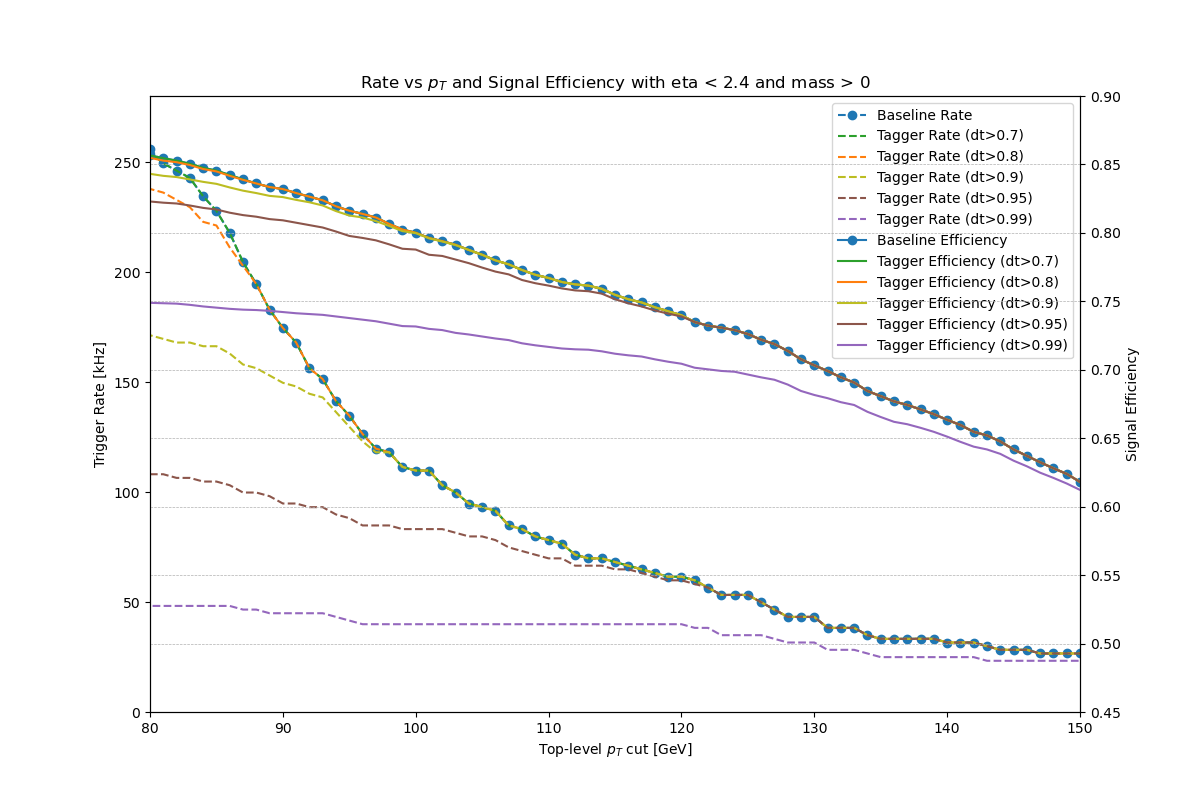 Rate vs pT and Signal Efficiency with eta < 2.4 and mass > 0
Trigger Rate [kHz]
250
200
150
100
50
0
80
90
100
110
120
130
140
150
Top-level pT cut [GeV]
0.90
0.85
0.80
0.75
0.70
0.65
0.60
0.55
0.50
0.45
Signal Efficiency
Baseline Rate
Tagger Rate (dt>0.7)
Tagger Rate (dt>0.8)
Tagger Rate (dt>0.9)
Tagger Rate (dt>0.95)
Tagger Rate (dt>0.99)
Baseline Efficiency
Tagger Efficiency (dt>0.7)
Tagger Efficiency (dt>0.8)
Tagger Efficiency (dt>0.9)
Tagger Efficiency (dt>0.95)
Tagger Efficiency (dt>0.99)